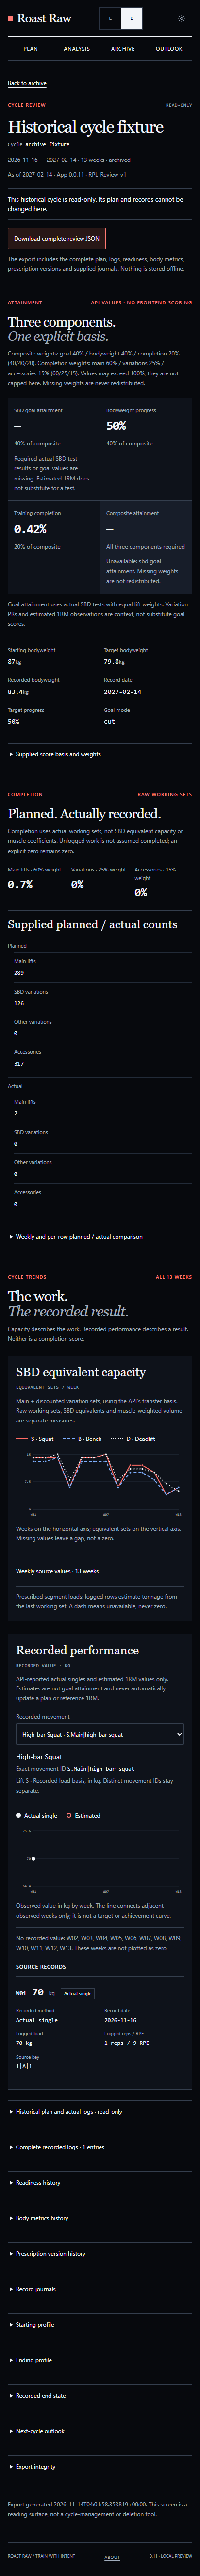 Roast Raw
L
D
PLAN
ANALYSIS
ARCHIVE
OUTLOOK
Back to archive
CYCLE REVIEW
READ-ONLY
Historical cycle fixture
Cycle archive-fixture
2026-11-16 — 2027-02-14 · 13 weeks · archived
As of 2027-02-14 · App 0.0.11 · RPL-Review-v1
This historical cycle is read-only. Its plan and records cannot be
changed here.
Download complete review JSON
The export includes the complete plan, logs, readiness, body metrics,
prescription versions and supplied journals. Nothing is stored offline.
ATTAINMENT
API VALUES · NO FRONTEND SCORING
Three components.
One explicit basis.
Composite weights: goal 40% / bodyweight 40% / completion 20%
(40/40/20). Completion weights: main 60% / variations 25% /
accessories 15% (60/25/15). Values may exceed 100%; they are not
capped here. Missing weights are never redistributed.
SBD goal attainment
—
40% of composite
Required actual SBD test
results or goal values are
missing. Estimated 1RM does
not substitute for a test.
Bodyweight progress
50%
40% of composite
Training completion
0.42%
20% of composite
Composite attainment
—
All three components required
Unavailable: sbd goal
attainment. Missing weights
are not redistributed.
Goal attainment uses actual SBD tests with equal lift weights. Variation
PRs and estimated 1RM observations are context, not substitute goal
scores.
Starting bodyweight
87kg
Target bodyweight
79.8kg
Recorded bodyweight
83.4kg
Record date
2027-02-14
Target progress
50%
Goal mode
cut
Supplied score basis and weights
COMPLETION
RAW WORKING SETS
Planned. Actually recorded.
Completion uses actual working sets, not SBD equivalent capacity or
muscle coefficients. Unlogged work is not assumed completed; an
explicit zero remains zero.
Main lifts · 60% weight
0.7%
Variations · 25% weight
0%
Accessories · 15%
weight
0%
Supplied planned / actual counts
Planned
Main lifts
289
SBD variations
126
Other variations
0
Accessories
317
Actual
Main lifts
2
SBD variations
0
Other variations
0
Accessories
0
Weekly and per-row planned / actual comparison
CYCLE TRENDS
ALL 13 WEEKS
The work.
The recorded result.
Capacity describes the work. Recorded performance describes a result.
Neither is a completion score.
SBD equivalent capacity
EQUIVALENT SETS / WEEK
Main + discounted variation sets, using the API's transfer basis.
Raw working sets, SBD equivalents and muscle-weighted volume
are separate measures.
S · Squat
B · Bench
D · Deadlift
0
W01
W07
W13
Weeks on the horizontal axis; equivalent sets on the vertical axis.
Missing values leave a gap, not a zero.
Weekly source values · 13 weeks
Prescribed segment loads; logged rows estimate tonnage from
the last working set. A dash means unavailable, never zero.
Recorded performance
RECORDED VALUE · KG
API-reported actual singles and estimated 1RM values only.
Estimates are not goal attainment and never automatically
update a plan or reference 1RM.
Recorded movement
High-bar Squat · S.Main|high-bar squat
High-bar Squat
Exact movement ID S.Main|high-bar squat
Lift S · Recorded load basis, in kg. Distinct movement IDs stay
separate.
Actual single
Estimated
70
W01
W07
W13
Observed value in kg by week. The line connects adjacent
observed weeks only; it is not a target or achievement curve.
No recorded value: W02, W03, W04, W05, W06, W07, W08, W09,
W10, W11, W12, W13. These weeks are not plotted as zero.
SOURCE RECORDS
W01 70 kg Actual single
Recorded method
Actual single
Record date
2026-11-16
Logged load
70 kg
Logged reps / RPE
1 reps / 9 RPE
Source key
1|A|1
Historical plan and actual logs · read-only
Complete recorded logs · 1 entries
Readiness history
Body metrics history
Prescription version history
Record journals
Starting profile
Ending profile
Recorded end state
Next-cycle outlook
Export integrity
Export generated 2026-11-14T04:01:58.353819+00:00. This screen is a
reading surface, not a cycle-management or deletion tool.
ROAST RAW / TRAIN WITH INTENT
ABOUT
0.11 · LOCAL PREVIEW